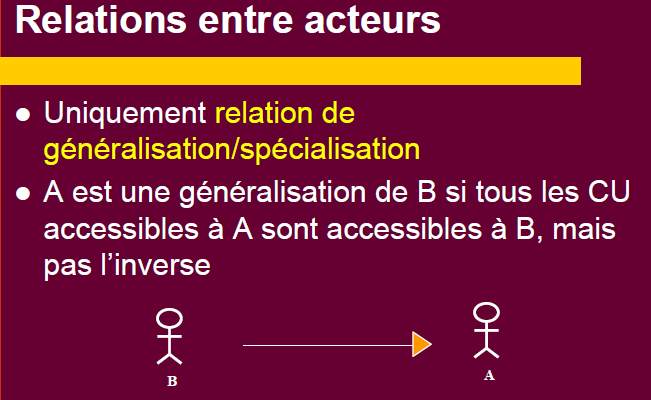 Relations entre acteurs
● Uniquement relation de
généralisation/spécialisation
● A est une généralisation de B si tous les CU
accessibles à A sont accessibles à B, mais
pas l’inverse
B
A